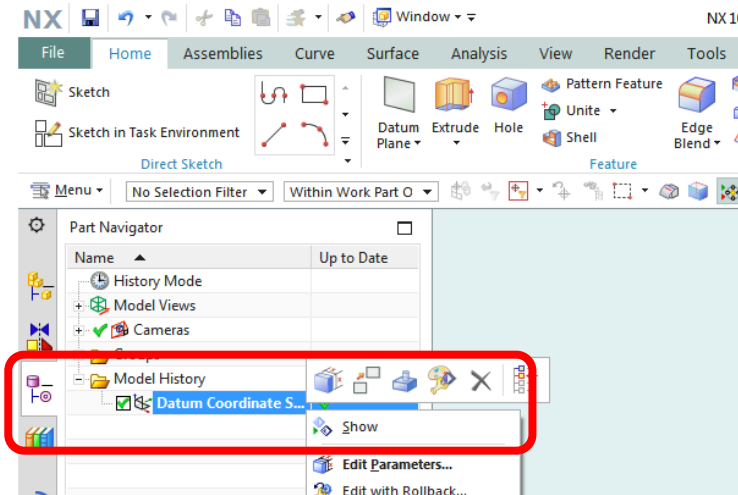 NX Window NX 1
File Home Assemblies Curve Surface Analysis View Render Tools
Sketch
Sketch in Task Environment
Direct Sketch
Datum Plane
Extrude
Hole
Pattern Feature
Unite
Shell
Edge Blend
Feature
Menu No Selection Filter Within Work Part O
Part Navigator
Name Up to Date
History Mode
Model Views
Cameras
Groups
Model History
Datum Coordinate S...
Show
Edit Parameters...
Edit with Rollback...